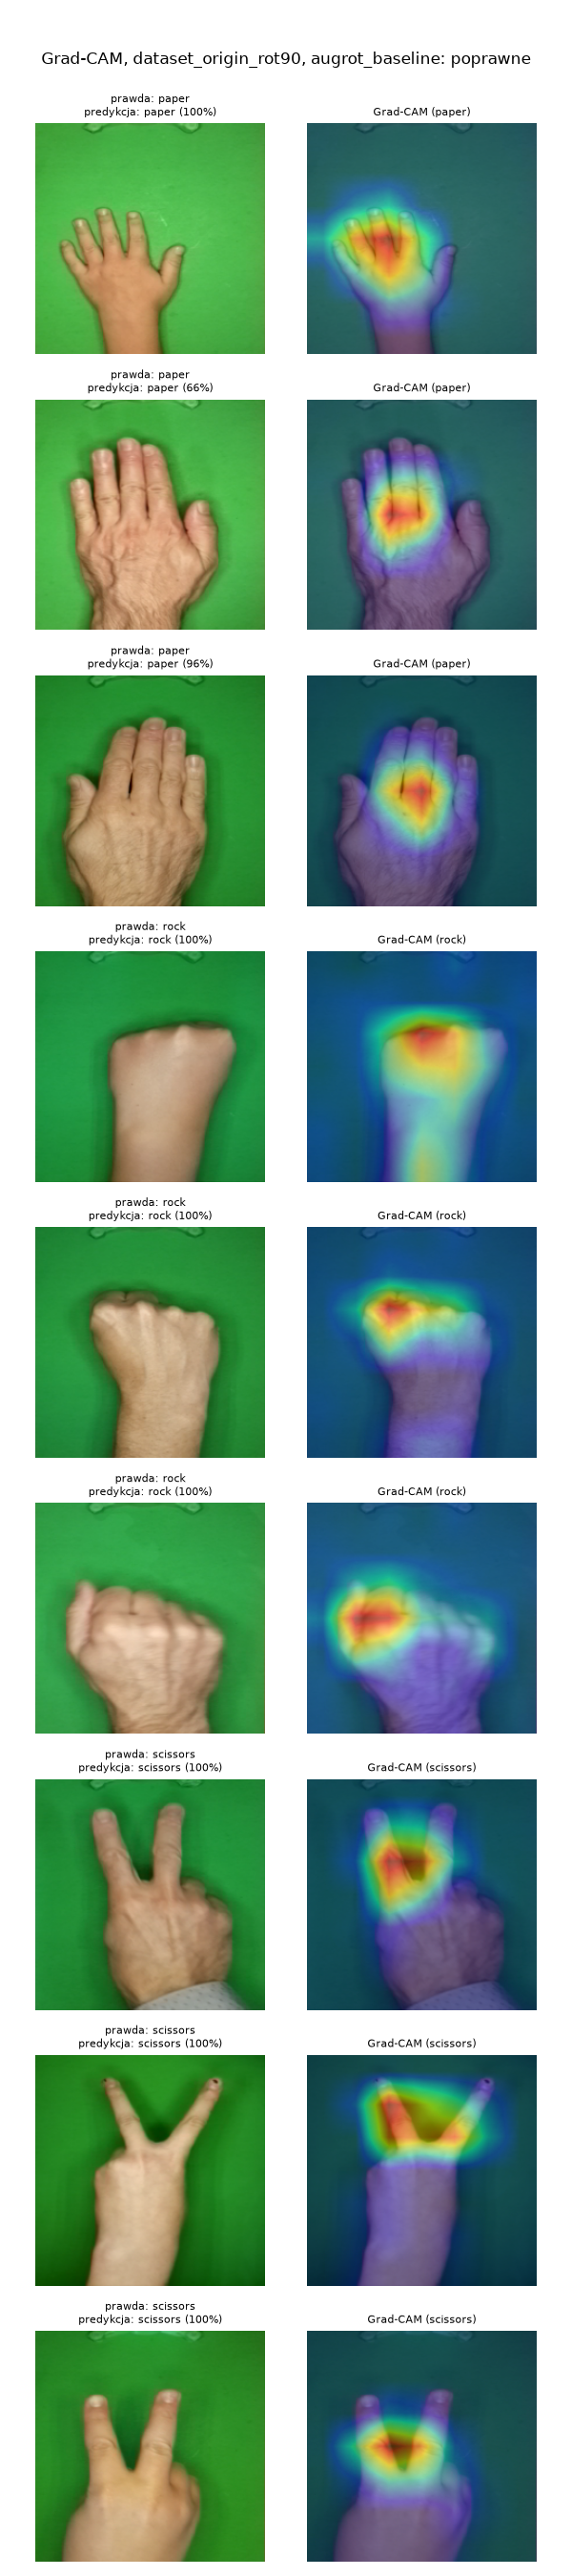 Grad-CAM, dataset_origin_rot90, augrot_baseline: poprawne
prawda: paper
predykcja: paper (100%)
Grad-CAM (paper)
prawda: paper
predykcja: paper (66%)
Grad-CAM (paper)
prawda: paper
predykcja: paper (96%)
Grad-CAM (paper)
prawda: rock
predykcja: rock (100%)
Grad-CAM (rock)
prawda: rock
predykcja: rock (100%)
Grad-CAM (rock)
prawda: rock
predykcja: rock (100%)
Grad-CAM (rock)
prawda: scissors
predykcja: scissors (100%)
Grad-CAM (scissors)
prawda: scissors
predykcja: scissors (100%)
Grad-CAM (scissors)
prawda: scissors
predykcja: scissors (100%)
Grad-CAM (scissors)